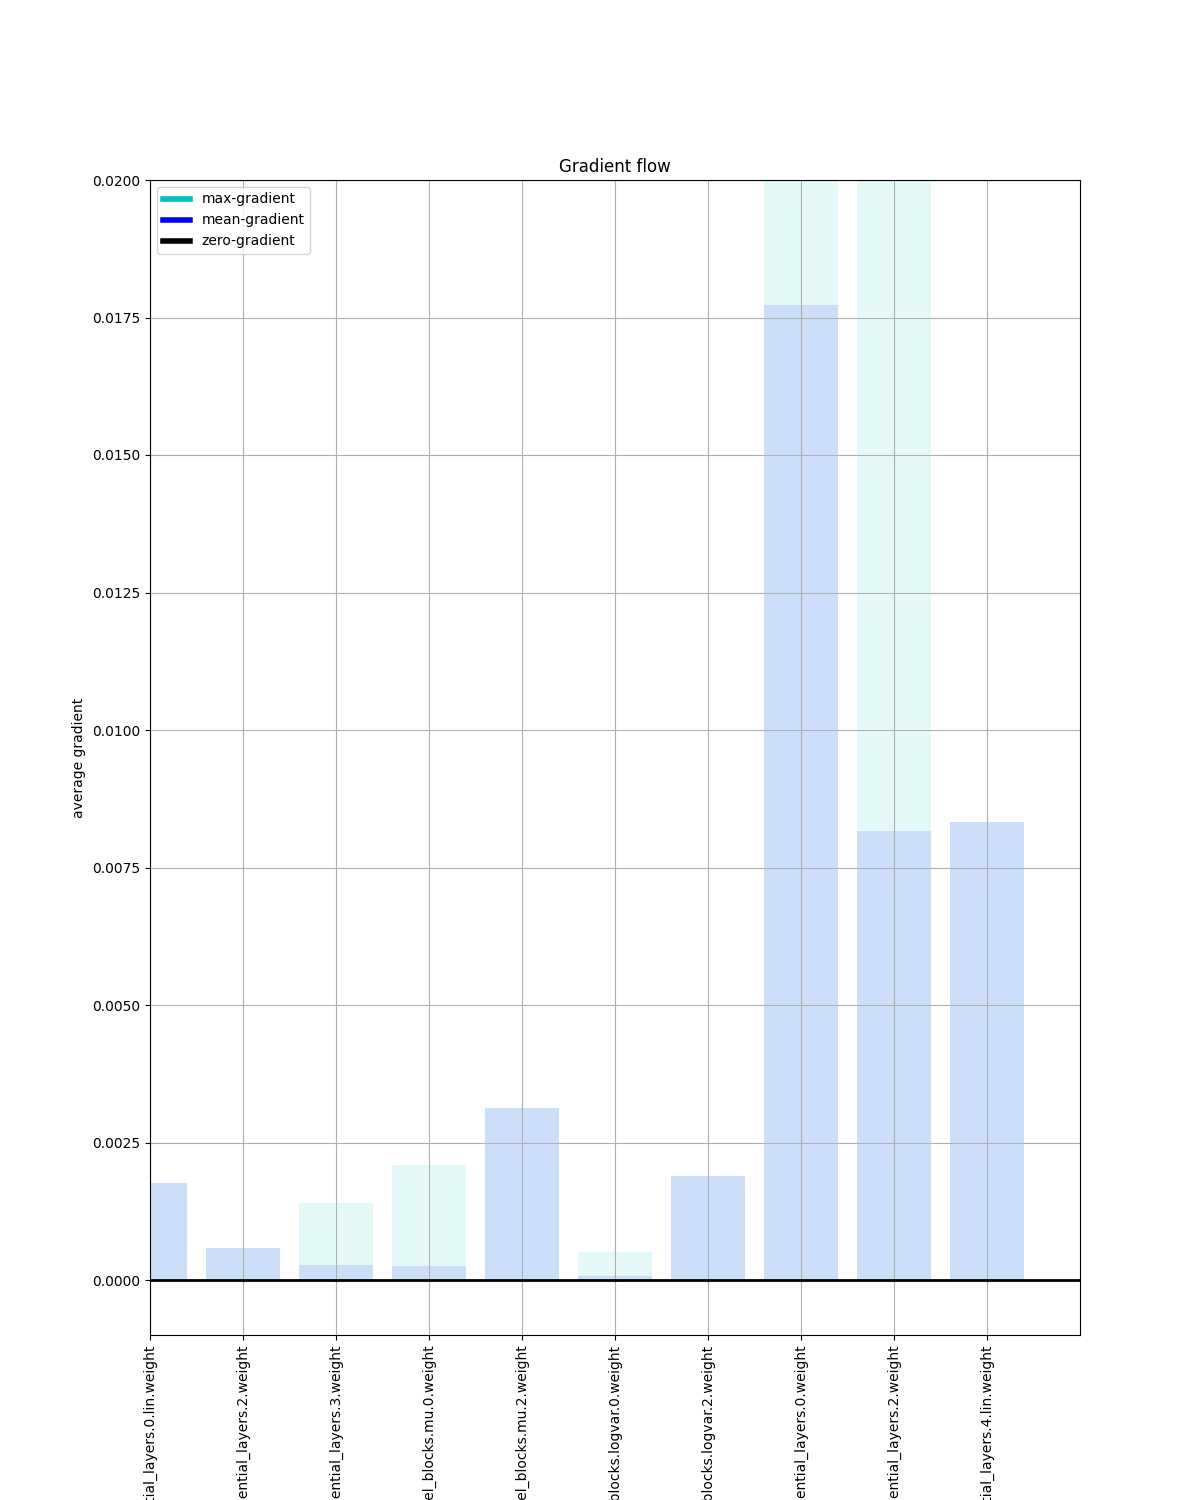 Gradient flow
max-gradient
mean-gradient
zero-gradient
0.0200
0.0175
0.0150
0.0125
0.0100
0.0075
0.0050
0.0025
0.0000
average gradient
tial_layers.0.lin.weight
ential_layers.2.weight
ential_layers.3.weight
el_blocks.mu.0.weight
el_blocks.mu.2.weight
blocks.logvar.0.weight
blocks.logvar.2.weight
ential_layers.0.weight
ential_layers.2.weight
tial_layers.4.lin.weight